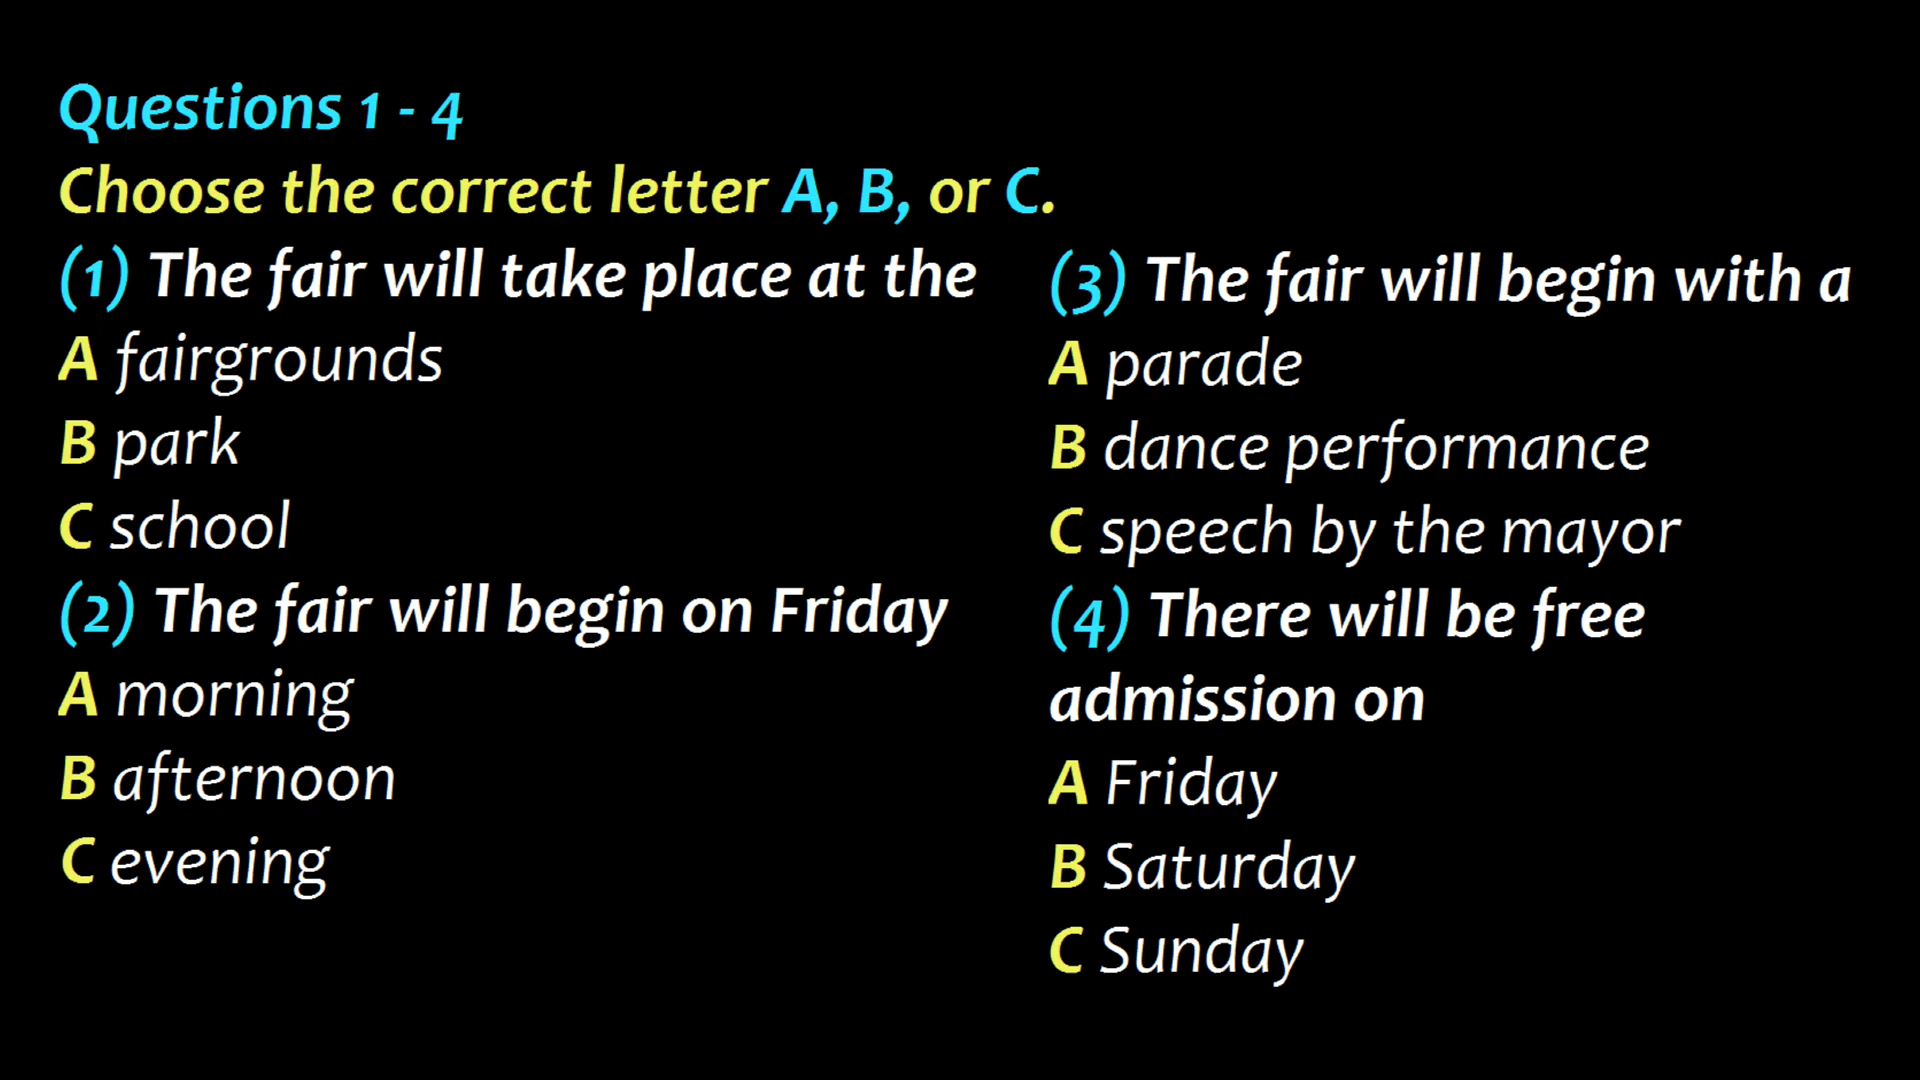 Questions 1 - 4
Choose the correct letter A, B, or C.
(1) The fair will take place at the
A fairgrounds
B park
C school
(2) The fair will begin on Friday
A morning
B afternoon
C evening
(3) The fair will begin with a
A parade
B dance performance
C speech by the mayor
(4) There will be free
admission on
A Friday
B Saturday
C Sunday